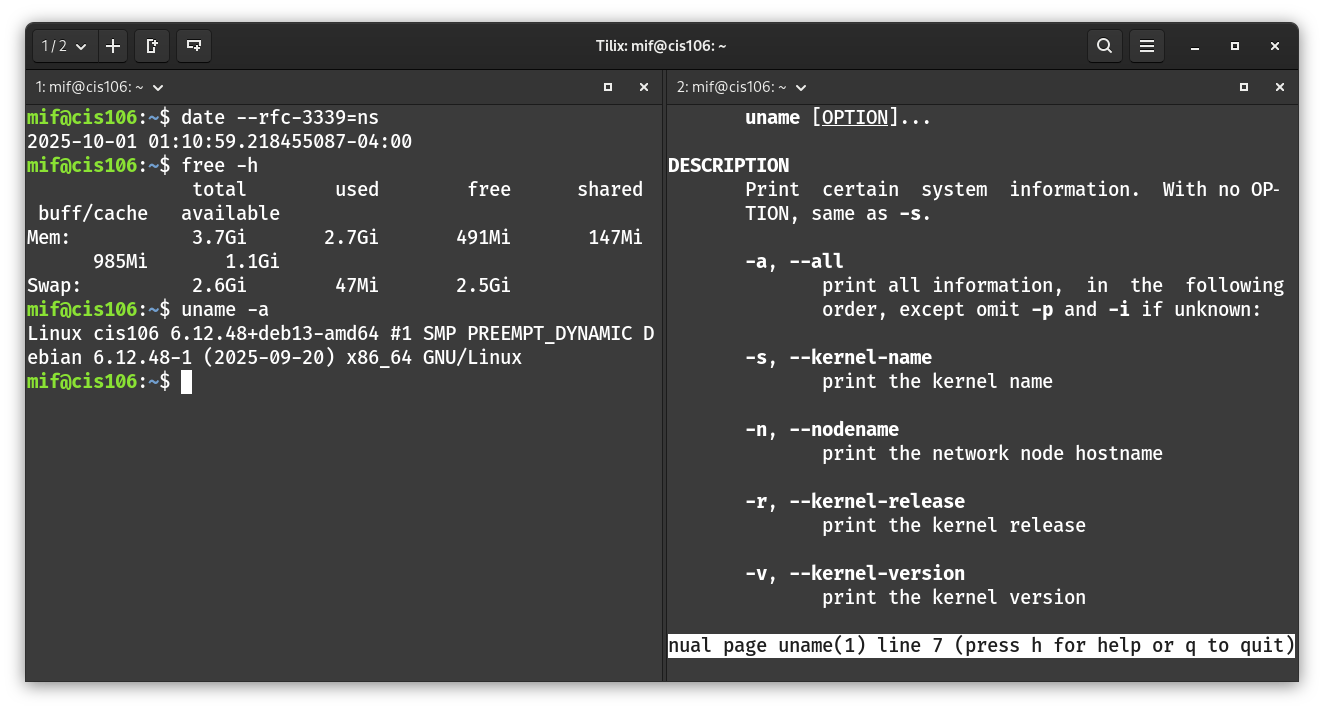 1 / 2
Tilix: mif@cis106: ~
1: mif@cis106: ~
mif@cis106:~$ date --rfc-3339=ns
2025-10-01 01:10:59.218455087-04:00
mif@cis106:~$ free -h
               total        used        free      shared
 buff/cache   available
Mem:           3.7Gi       2.7Gi       491Mi       147Mi
      985Mi       1.1Gi
Swap:          2.6Gi        47Mi       2.5Gi
mif@cis106:~$ uname -a
Linux cis106 6.12.48+deb13-amd64 #1 SMP PREEMPT_DYNAMIC D
ebian 6.12.48-1 (2025-09-20) x86_64 GNU/Linux
mif@cis106:~$
2: mif@cis106: ~
       uname [OPTION]...
DESCRIPTION
       Print  certain  system  information.  With no OP-
       TION, same as -s.
       -a, --all
              print all information,  in  the  following
              order, except omit -p and -i if unknown:
       -s, --kernel-name
              print the kernel name
       -n, --nodename
              print the network node hostname
       -r, --kernel-release
              print the kernel release
       -v, --kernel-version
              print the kernel version
nual page uname(1) line 7 (press h for help or q to quit)